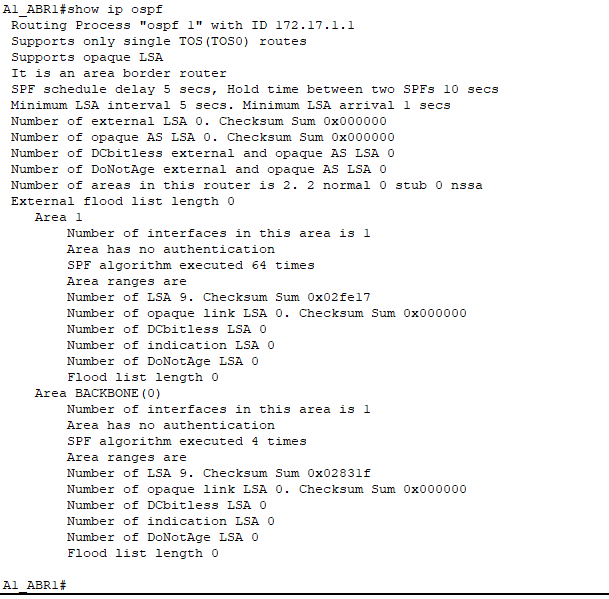 A1_ABR1#show ip ospf
Routing Process "ospf 1" with ID 172.17.1.1
Supports only single TOS(TOS0) routes
Supports opaque LSA
It is an area border router
SPF schedule delay 5 secs, Hold time between two SPFs 10 secs
Minimum LSA interval 5 secs. Minimum LSA arrival 1 secs
Number of external LSA 0. Checksum Sum 0x000000
Number of opaque AS LSA 0. Checksum Sum 0x000000
Number of DCbitless external and opaque AS LSA 0
Number of DoNotAge external and opaque AS LSA 0
Number of areas in this router is 2. 2 normal 0 stub 0 nssa
External flood list length 0
Area 1
Number of interfaces in this area is 1
Area has no authentication
SPF algorithm executed 64 times
Area ranges are
Number of LSA 9. Checksum Sum 0x02fe17
Number of opaque link LSA 0. Checksum Sum 0x000000
Number of DCbitless LSA 0
Number of indication LSA 0
Number of DoNotAge LSA 0
Flood list length 0
Area BACKBONE(0)
Number of interfaces in this area is 1
Area has no authentication
SPF algorithm executed 4 times
Area ranges are
Number of LSA 9. Checksum Sum 0x02831f
Number of opaque link LSA 0. Checksum Sum 0x000000
Number of DCbitless LSA 0
Number of indication LSA 0
Number of DoNotAge LSA 0
Flood list length 0
A1_ABR1#